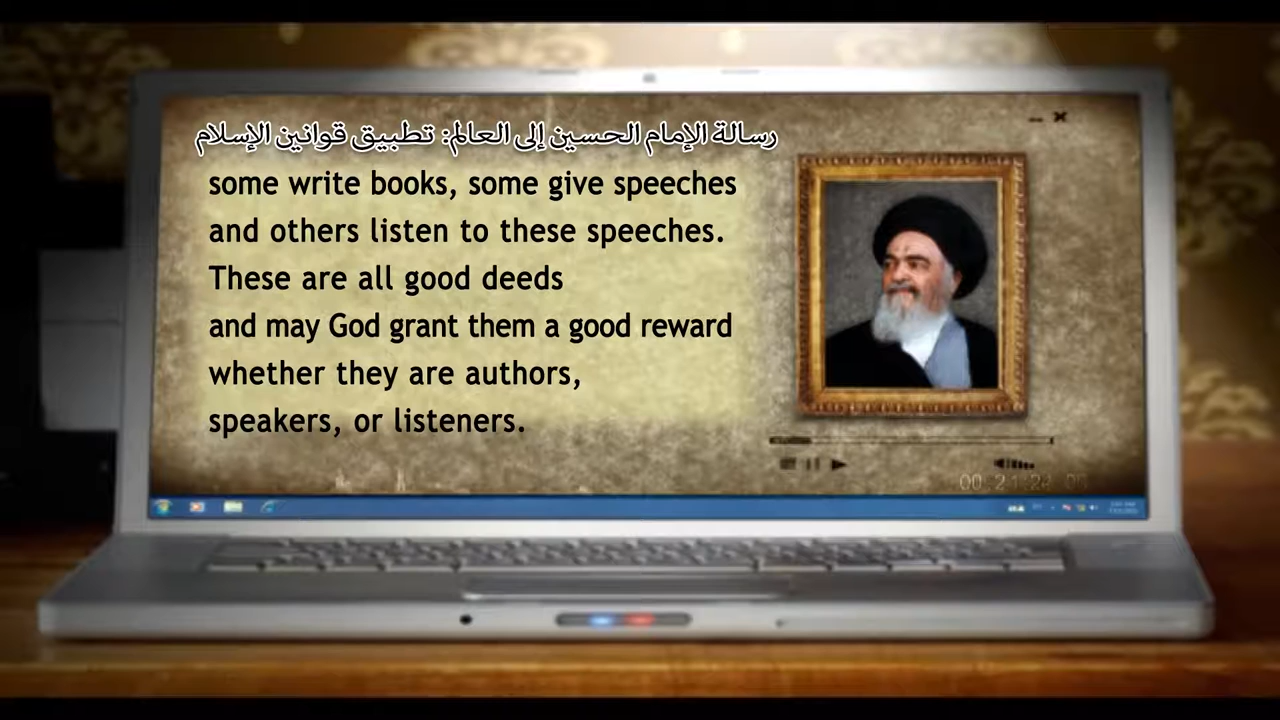 رسالة الإمام الحسين إلى العالم: تطبيق قوانين الإسلام
some write books, some give speeches
and others listen to these speeches.
These are all good deeds
and may God grant them a good reward
whether they are authors,
speakers, or listeners.